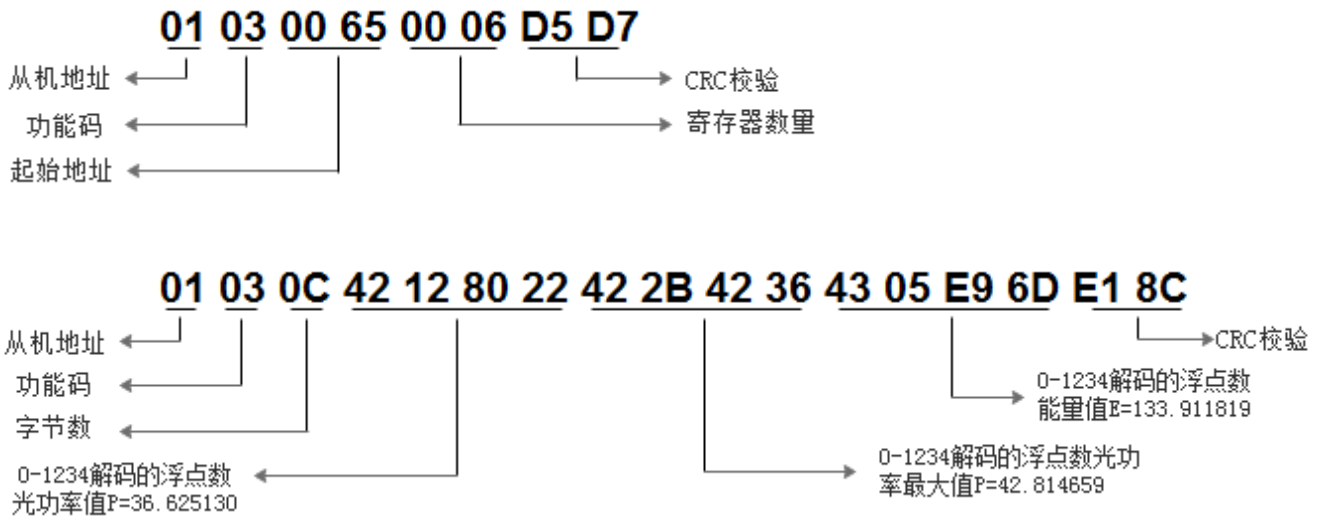 01 03 00 65 00 06 D5 D7
从机地址
CRC校验
功能码
寄存器数量
起始地址
01 03 0C 42 12 80 22 42 2B 42 36 43 05 E9 6D E1 8C
从机地址
CRC校验
功能码
0-1234解码的浮点数
能量值E=133.911819
字节数
0-1234解码的浮点数光功
率最大值P=42.814659
0-1234解码的浮点数
光功率值P=36.625130